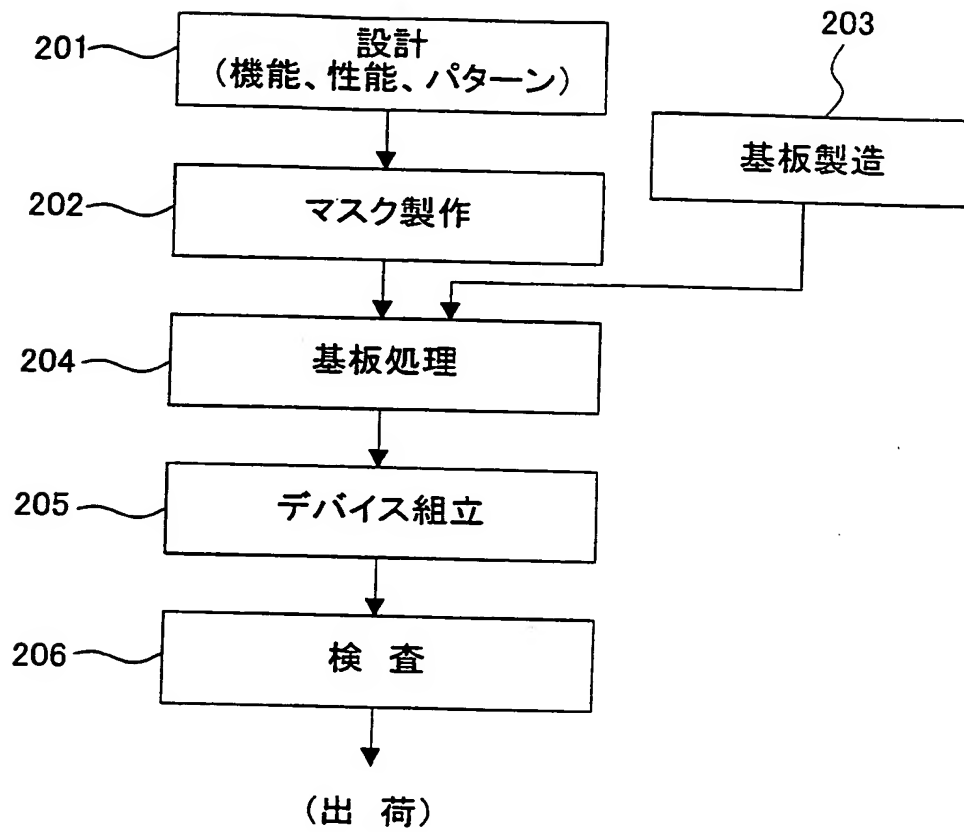 201
設計
(機能、性能、パターン)
203
基板製造
202
マスク製作
204
基板処理
205
デバイス組立
206
検 査
(出 荷)